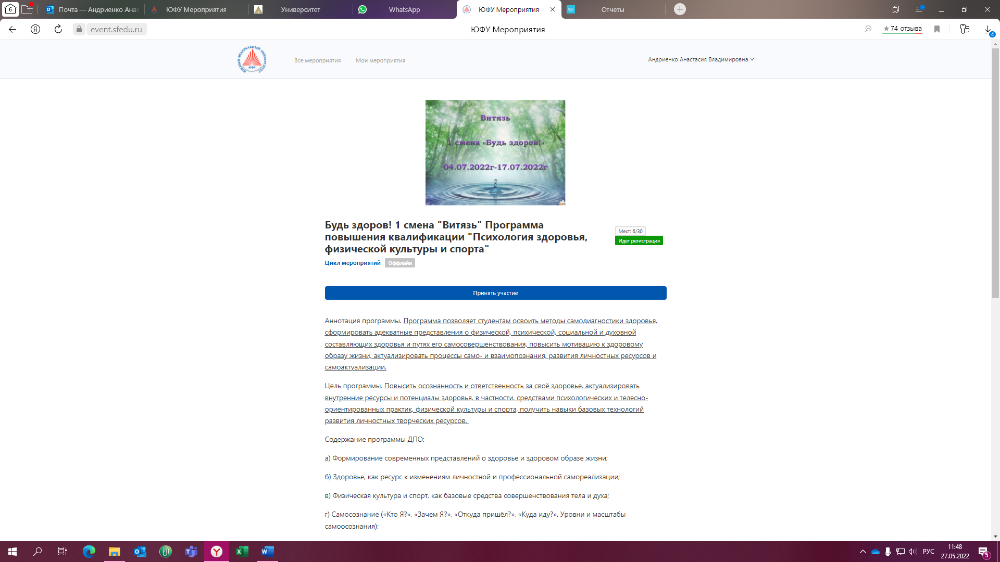 6
Почта — Андриенко Анас
ЮФУ Мероприятия
Университет
WhatsApp
ЮФУ Мероприятия
Отчеты
event.sfedu.ru
ЮФУ Мероприятия
74 отзыва
4
ЮЖНЫЙ ФЕДЕРАЛЬНЫЙ УНИВЕРСИТЕТ
ЮФУ
Все мероприятия
Мои мероприятия
Андриенко Анастасия Владимировна
Витязь
1 смена «Будь здоров!»
04.07.2022г-17.07.2022г
Будь здоров! 1 смена "Витязь" Программа
повышения квалификации "Психология здоровья,
физической культуры и спорта"
Мест: 6/30
Идет регистрация
Цикл мероприятий
Оффлайн
Принять участие
Аннотация программы. Программа позволяет студентам освоить методы самодиагностики здоровья,
сформировать адекватные представления о физической, психической, социальной и духовной
составляющих здоровья и путях его самосовершенствования, повысить мотивацию к здоровому
образу жизни, актуализировать процессы само- и взаимопознания, развития личностных ресурсов и
самоактуализации.
Цель программы. Повысить осознанность и ответственность за своё здоровье, актуализировать
внутренние ресурсы и потенциалы здоровья, в частности, средствами психологических и телесно-
ориентированных практик, физической культуры и спорта, получить навыки базовых технологий
развития личностных творческих ресурсов.
Содержание программы ДПО:
а) Формирование современных представлений о здоровье и здоровом образе жизни;
б) Здоровье, как ресурс к изменениям личностной и профессиональной самореализации;
в) Физическая культура и спорт, как базовые средства совершенствования тела и духа;
г) Самосознание («Кто Я?», «Зачем Я?», «Откуда пришёл?», «Куда иду?». Уровни и масштабы
самоосознания);
РУС
11:48
27.05.2022
5